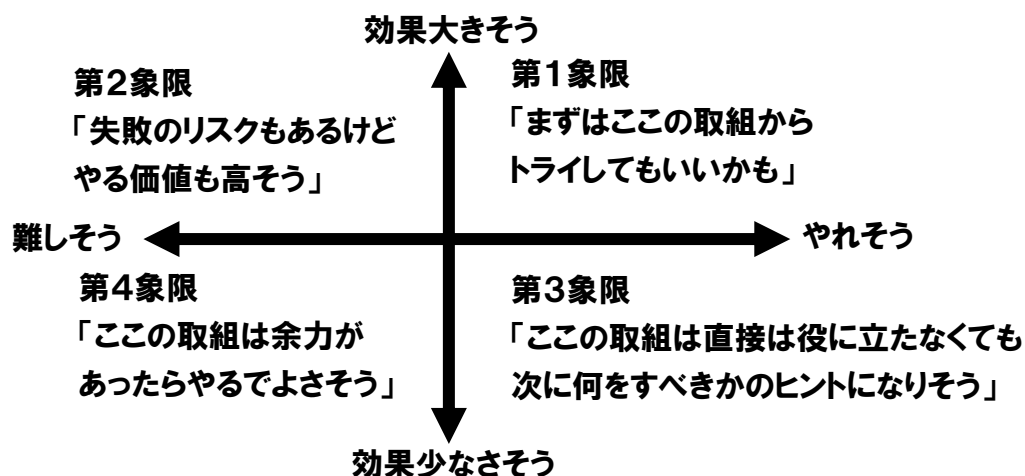 効果大きそう
第2象限
「失敗のリスクもあるけど
やる価値も高そう」
第1象限
「まずはここの取組から
トライしてもいいかも」
難しそう
やれそう
第4象限
「ここの取組は余力が
あったらやるでよさそう」
第3象限
「ここの取組は直接は役に立たなくても
次に何をすべきかのヒントになりそう」
効果少なさそう